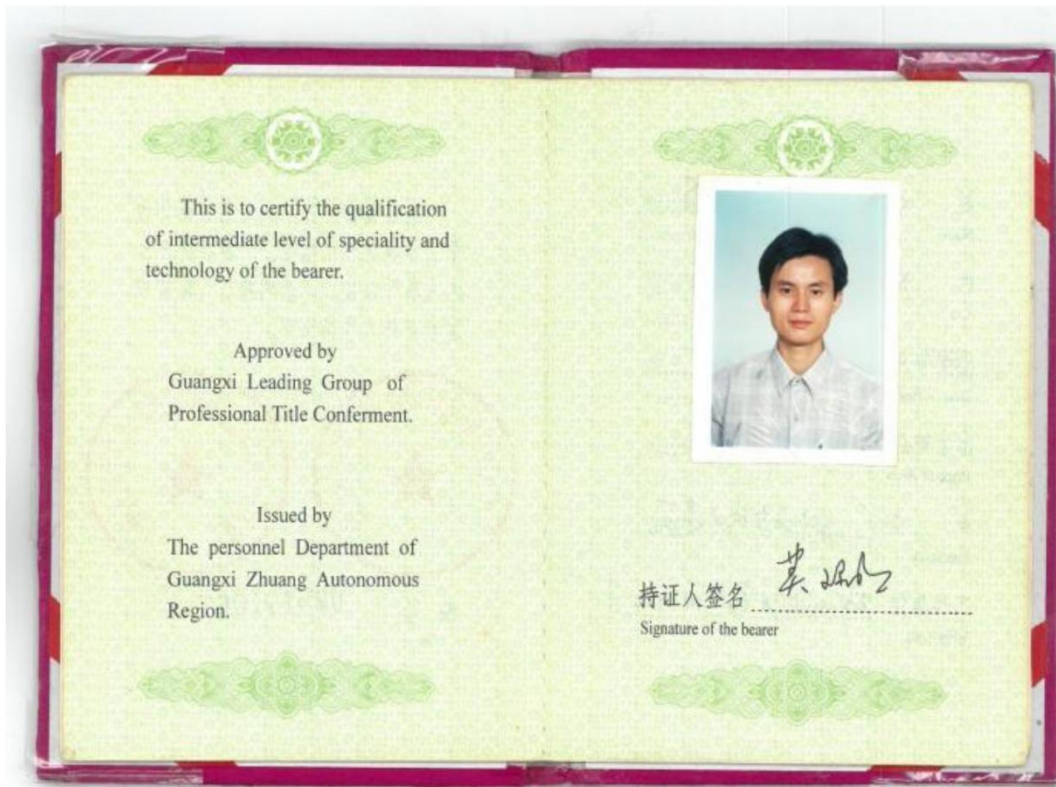 This is to certify the qualification
of intermediate level of speciality and
technology of the bearer.
Approved by
Guangxi Leading Group of
Professional Title Conferment.
Issued by
The personnel Department of
Guangxi Zhuang Autonomous
Region.
持证人签名
Signature of the bearer